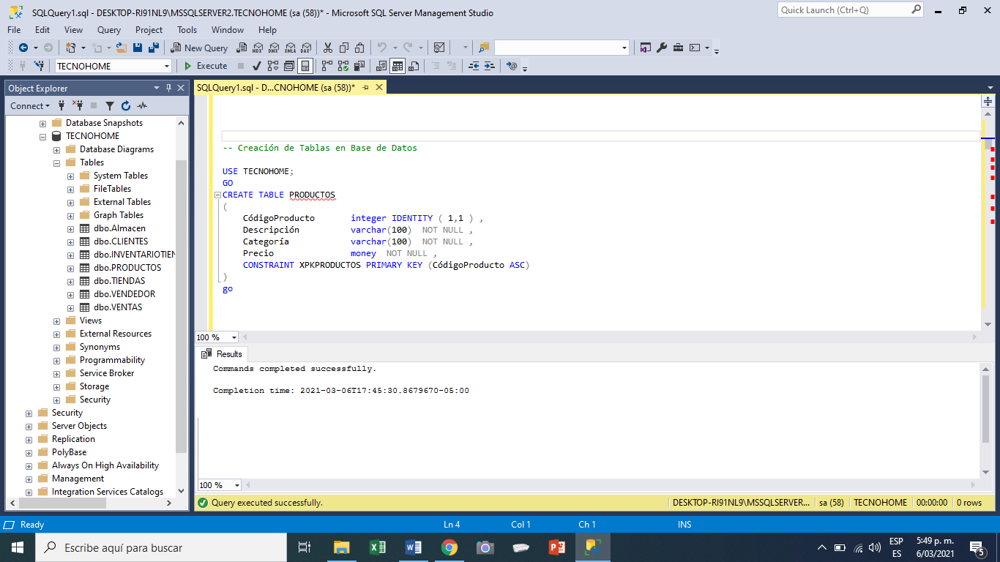 SQLQuery1.sql - DESKTOP-RI91NL9\MSSQLSERVER2.TECNOHOME (sa (58))* - Microsoft SQL Server Management Studio
Quick Launch (Ctrl+Q)
File Edit View Query Project Tools Window Help
New Query
MDX DMX XMLA DAX
TECNOHOME
Execute
Object Explorer
Connect
Database Snapshots
TECNOHOME
Database Diagrams
Tables
System Tables
FileTables
External Tables
Graph Tables
dbo.Almacen
dbo.CLIENTES
dbo.INVENTARIOTIEN
dbo.PRODUCTOS
dbo.TIENDAS
dbo.VENDEDOR
dbo.VENTAS
Views
External Resources
Synonyms
Programmability
Service Broker
Storage
Security
Security
Server Objects
Replication
PolyBase
Always On High Availability
Management
Integration Services Catalogs
SQLQuery1.sql - D...CNOHOME (sa (58))*
-- Creación de Tablas en Base de Datos
USE TECNOHOME;
GO
CREATE TABLE PRODUCTOS
(
CódigoProducto integer IDENTITY ( 1,1 ) ,
Descripción varchar(100) NOT NULL ,
Categoría varchar(100) NOT NULL ,
Precio money NOT NULL ,
CONSTRAINT XPKPRODUCTOS PRIMARY KEY (CódigoProducto ASC)
)
go
100 %
Results
Commands completed successfully.
Completion time: 2021-03-06T17:45:30.8679670-05:00
100 %
Query executed successfully.
DESKTOP-RI91NL9\MSSQLSERVER... sa (58) TECNOHOME 00:00:00 0 rows
Ready Ln 4 Col 1 Ch 1 INS
Escribe aquí para buscar
ESP
ES
5:49 p. m.
6/03/2021
5